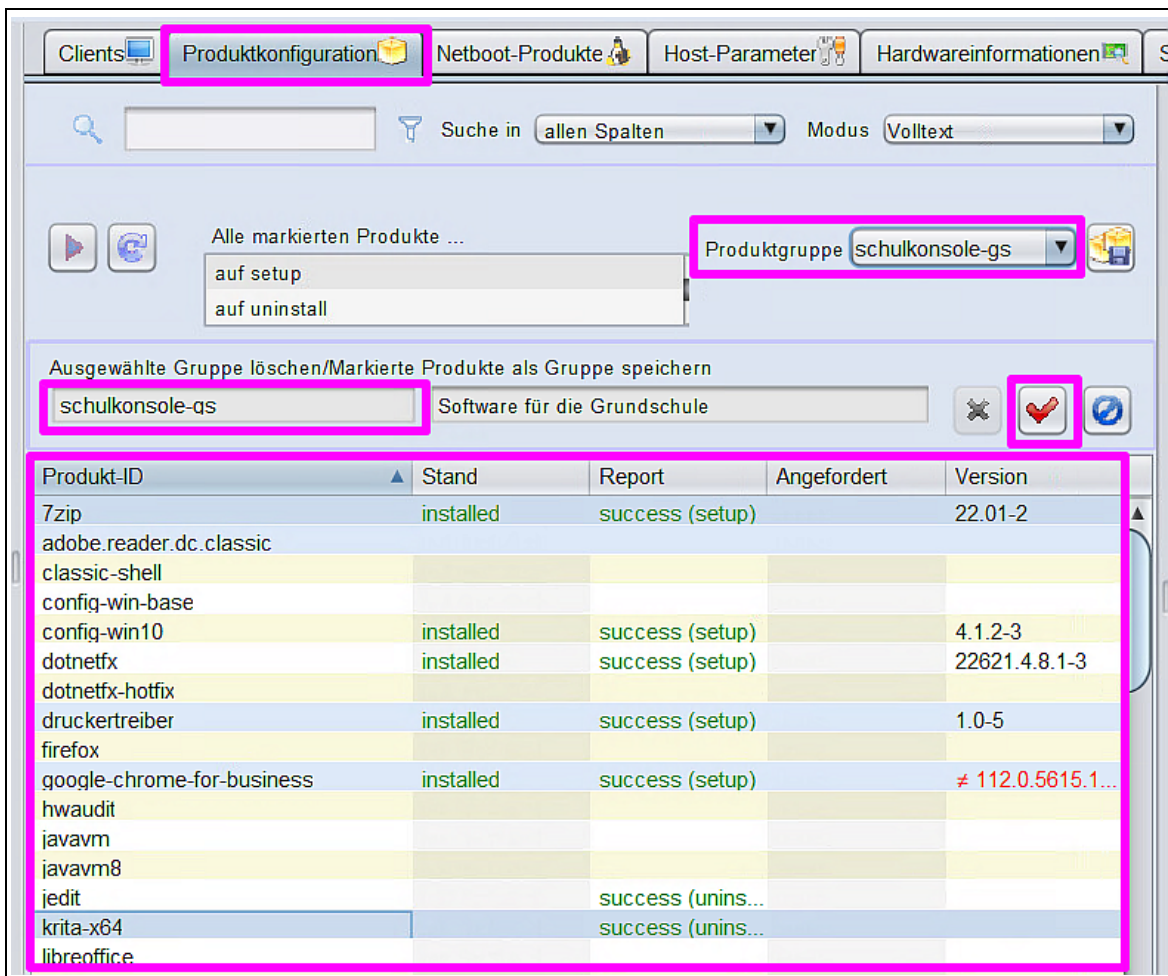 Clients Produktkonfiguration Netboot-Produkte Host-Parameter Hardwareinformationen S
Suche in allen Spalten Modus Volltext
Alle markierten Produkte ...
Produktgruppe schulkonsole-gs
auf setup
auf uninstall
Ausgewählte Gruppe löschen/Markierte Produkte als Gruppe speichern
schulkonsole-gs Software für die Grundschule
Produkt-ID Stand Report Angefordert Version
7zip installed success (setup) 22.01-2
adobe.reader.dc.classic
classic-shell
config-win-base
config-win10 installed success (setup) 4.1.2-3
dotnetfx installed success (setup) 22621.4.8.1-3
dotnetfx-hotfix
druckertreiber installed success (setup) 1.0-5
firefox
google-chrome-for-business installed success (setup) ≠ 112.0.5615.1...
hwaudit
javavm
javavm8
jedit success (unins...
krita-x64 success (unins...
libreoffice